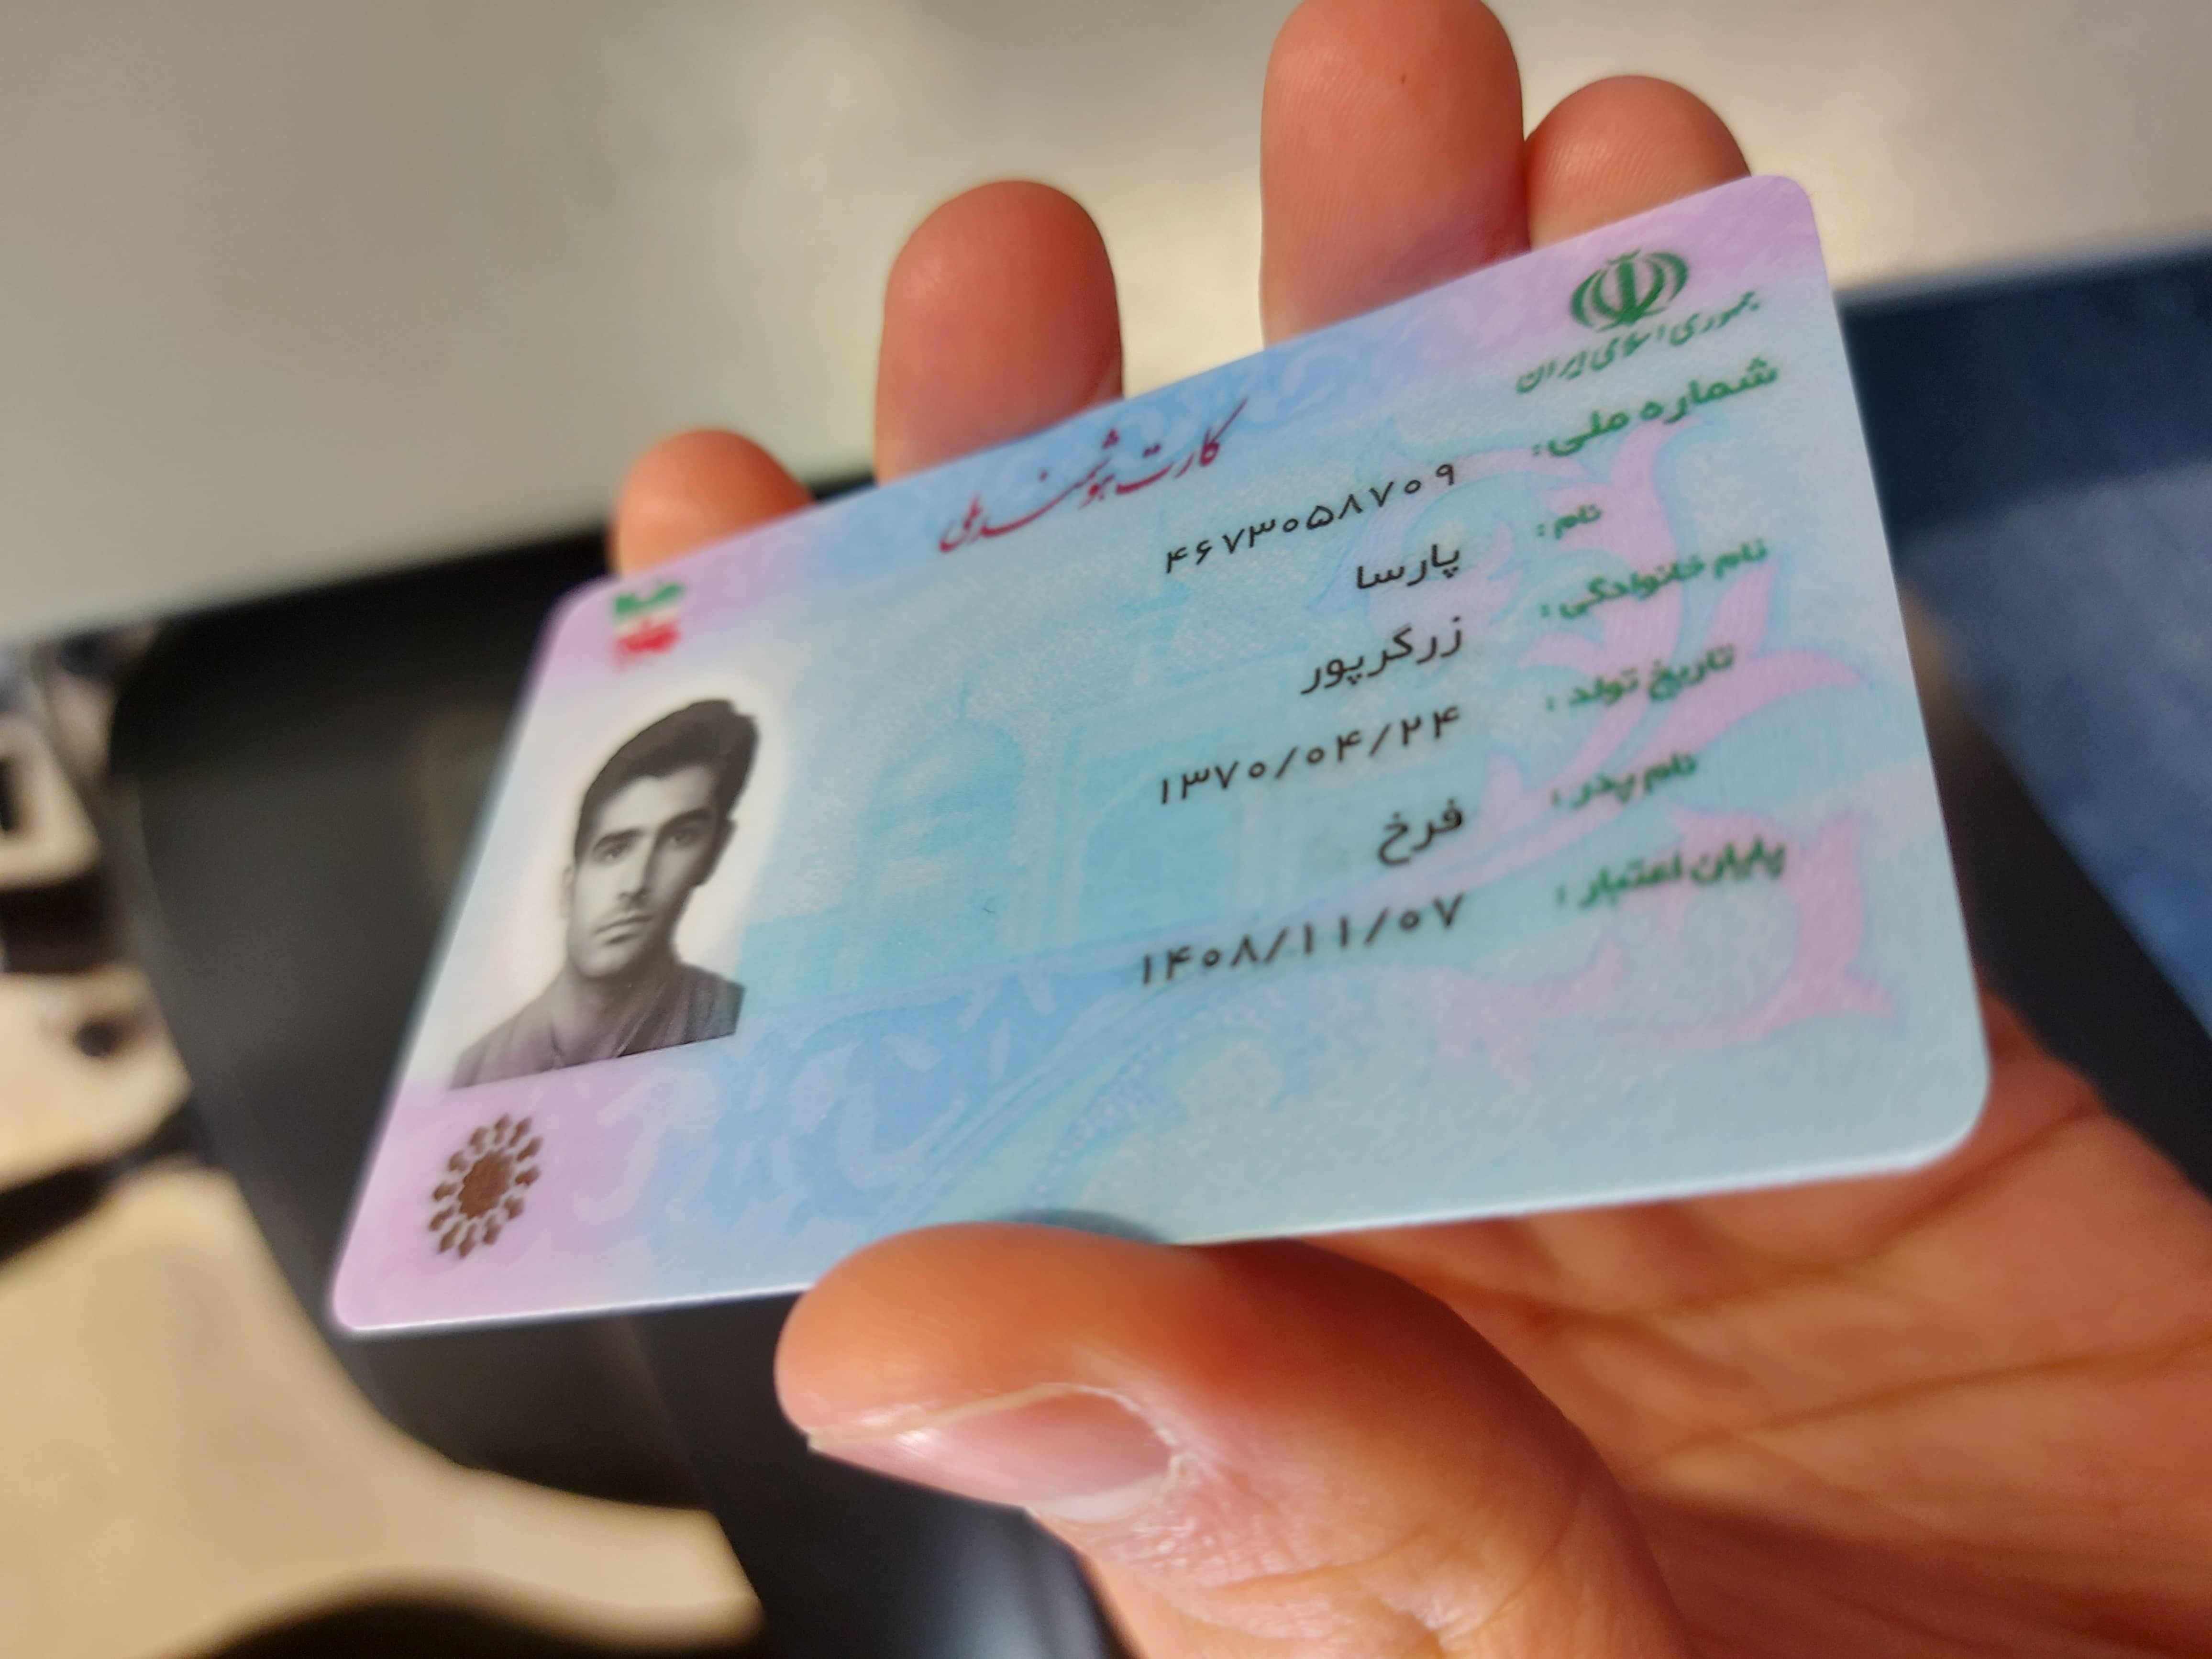 جمهوری اسلامی ایران
کارت هوشمند ملی
شماره ملی: ۴۶۷۳۰۵۸۷۰۹
نام: پارسا
نام خانوادگی: زرگرپور
تاریخ تولد: ۱۳۷۰/۰۴/۲۴
نام پدر: فرخ
پایان اعتبار: ۱۴۰۸/۱۱/۰۷